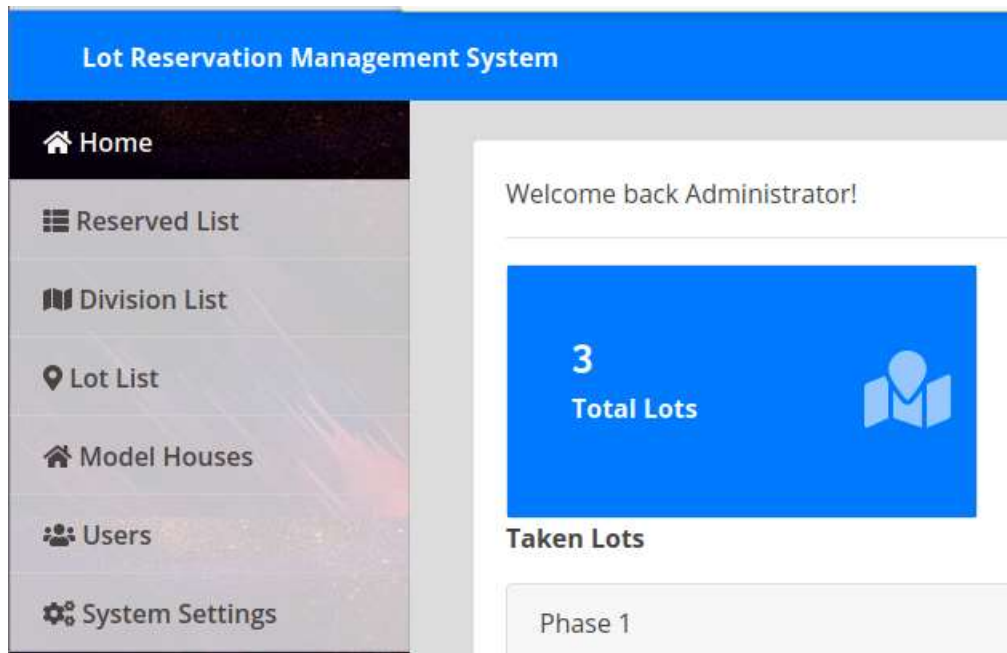 Lot Reservation Management System
Home
Reserved List
Division List
Lot List
Model Houses
Users
System Settings
Welcome back Administrator!
3
Total Lots
Taken Lots
Phase 1